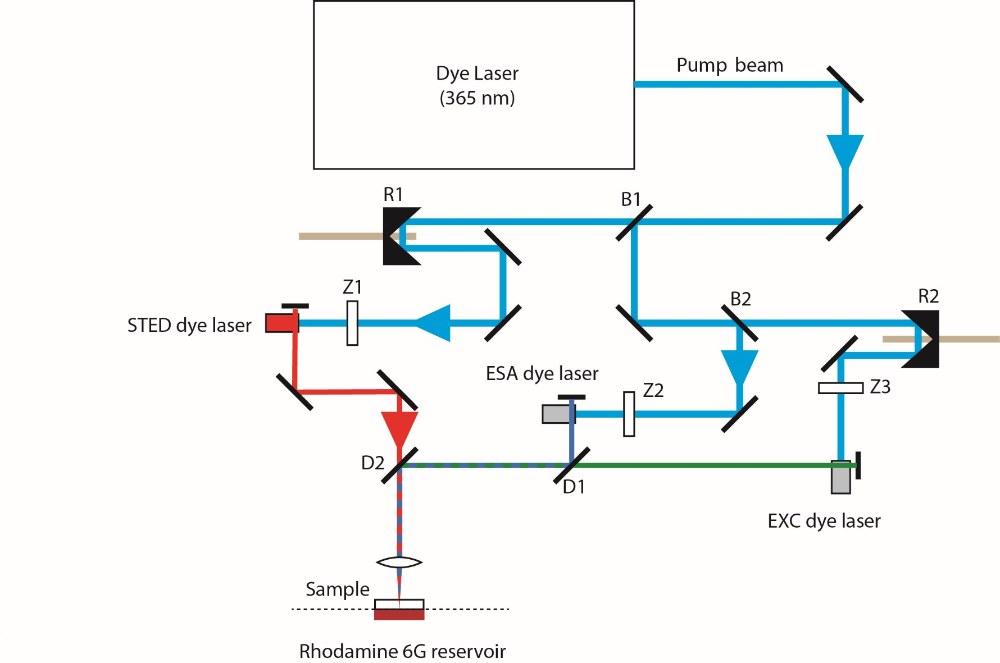 Dye Laser
(365 nm)
Pump beam
R1
B1
Z1
B2
R2
STED dye laser
ESA dye laser
Z2
Z3
D2
D1
EXC dye laser
Sample
Rhodamine 6G reservoir